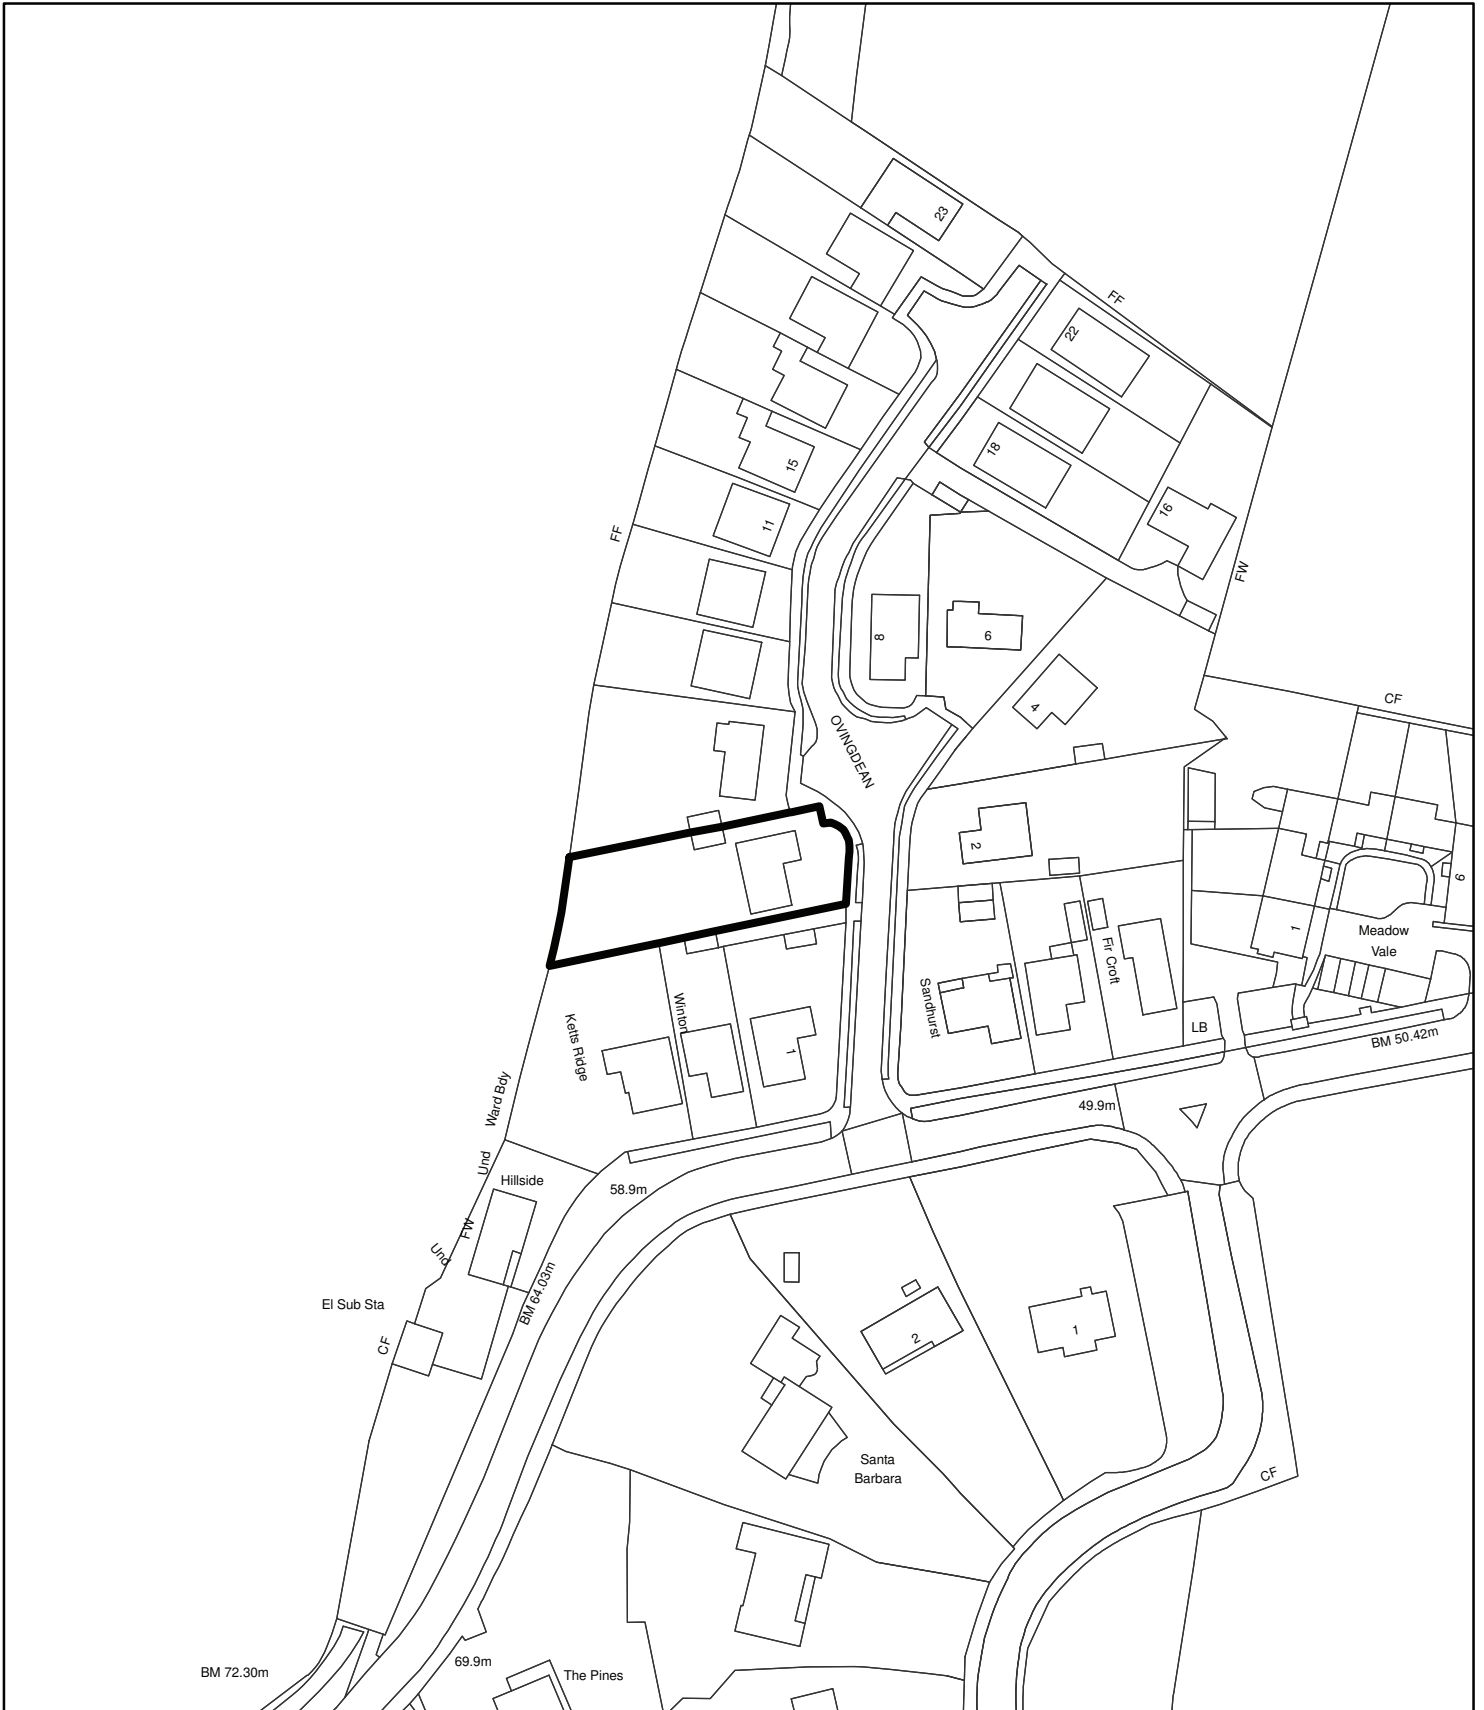 23
FF
22
15
18
11
16
FF
FW
8
6
4
CF
OVINGDEAN
2
9
1
Meadow
Vale
Fir Croft
Sandhurst
Winton
Ketts Ridge
1
LB
BM 50.42m
Ward Bdy
49.9m
Und
Hillside
58.9m
FW
Und
BM 64.03m
El Sub Sta
CF
2
1
Santa
Barbara
CF
69.9m
BM 72.30m
The Pines